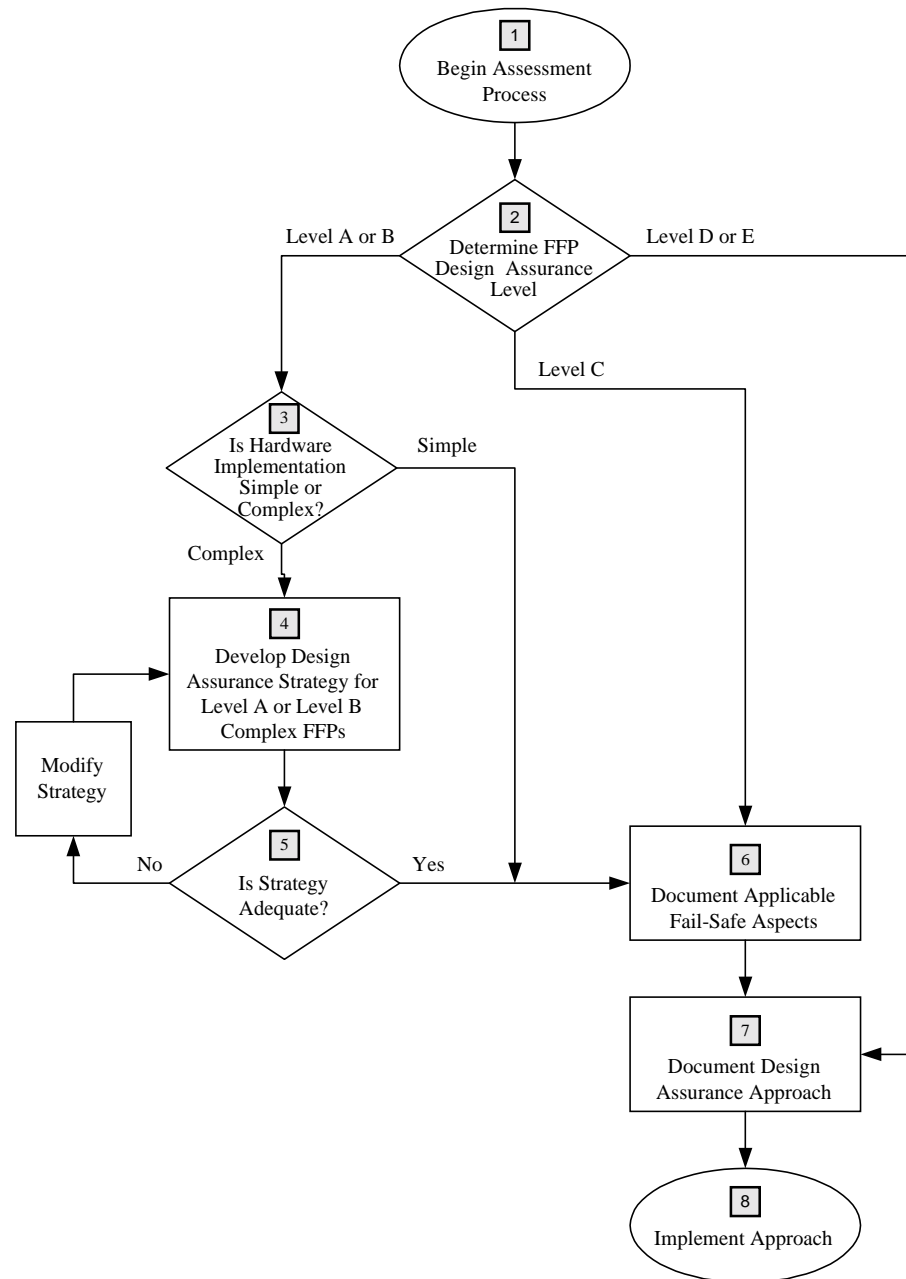 1
Begin Assessment
Process
2
Level A or B
Level D or E
Determine FFP
Design Assurance
Level
Level C
3
Is Hardware
Implementation
Simple or
Complex?
Simple
Complex
4
Develop Design
Assurance Strategy for
Level A or Level B
Complex FFPs
Modify
Strategy
5
No
Yes
Is Strategy
Adequate?
6
Document Applicable
Fail-Safe Aspects
7
Document Design
Assurance Approach
8
Implement Approach